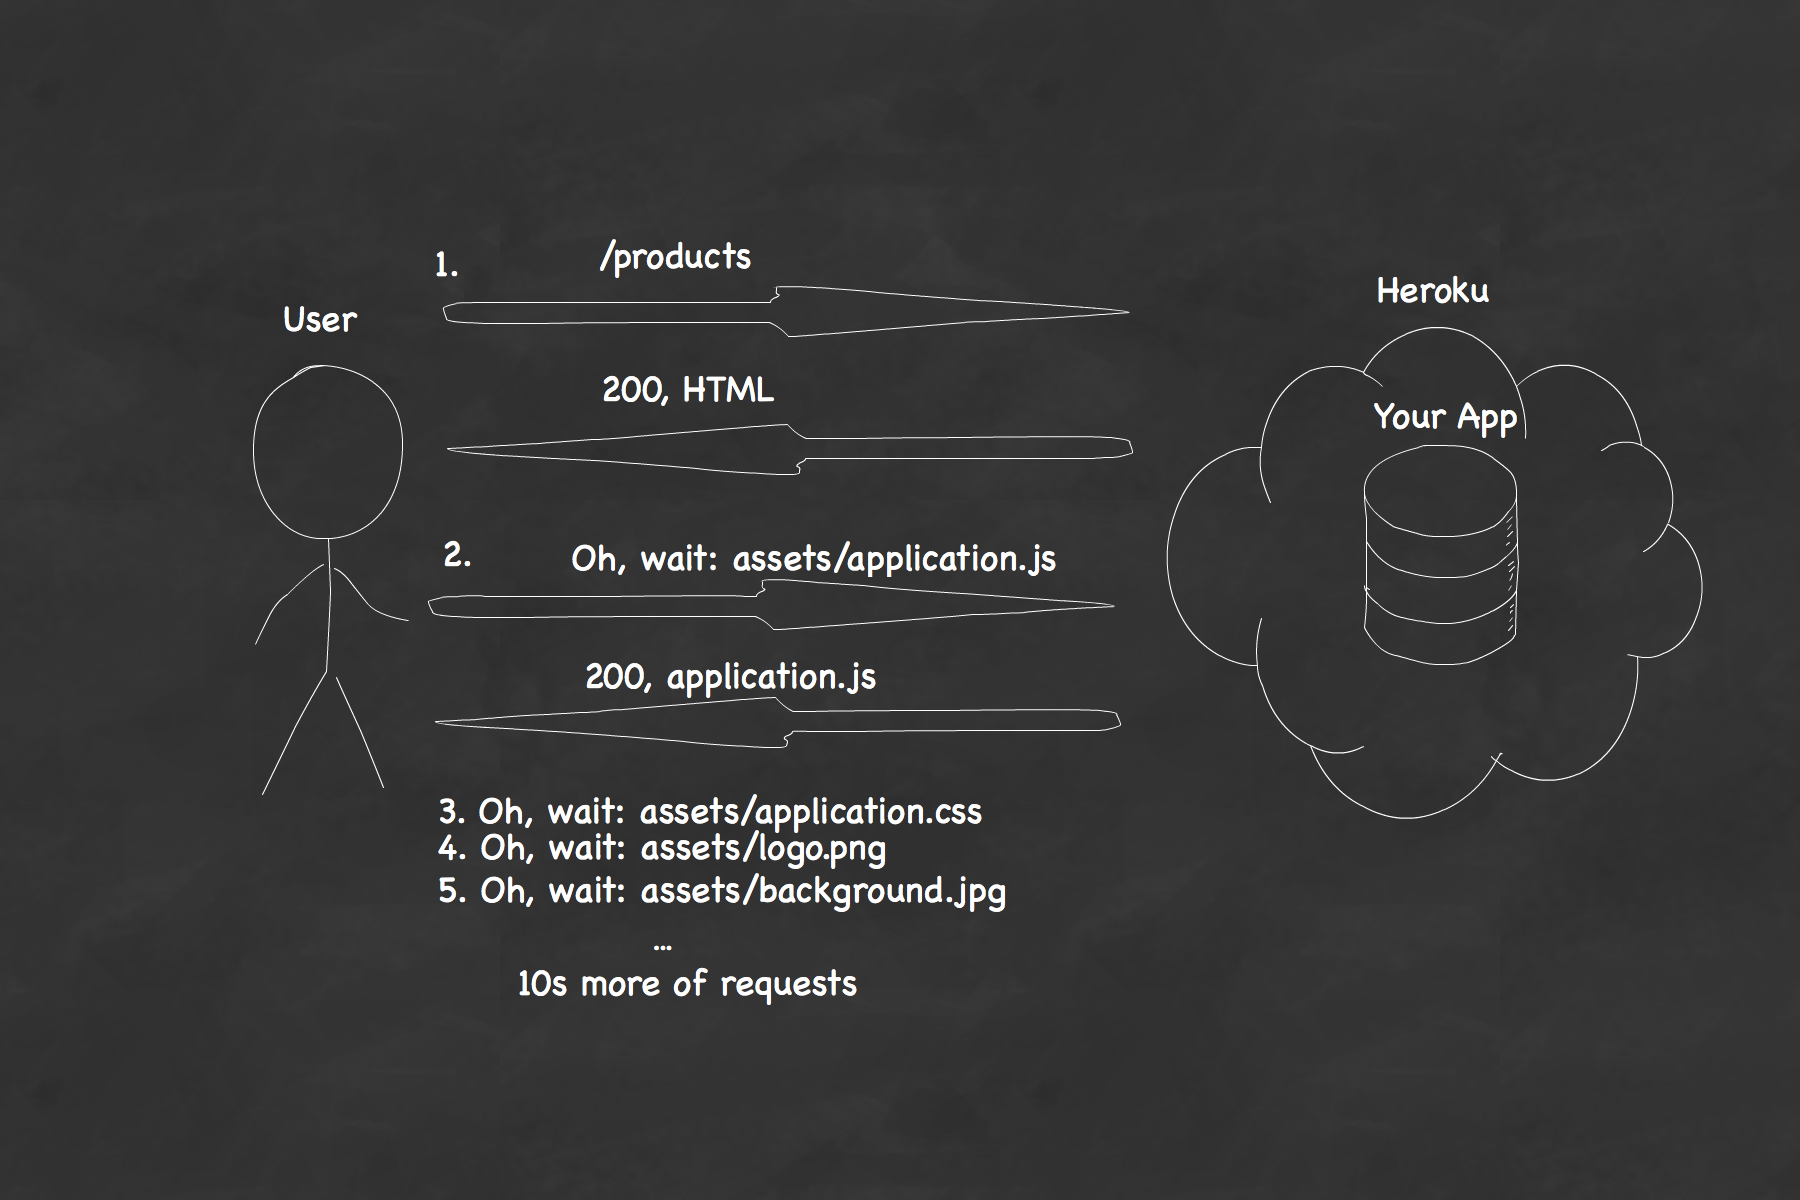 User
1.
/products
200, HTML
2.
Oh, wait: assets/application.js
200, application.js
3. Oh, wait: assets/application.css
4. Oh, wait: assets/logo.png
5. Oh, wait: assets/background.jpg
...
10s more of requests
Heroku
Your App